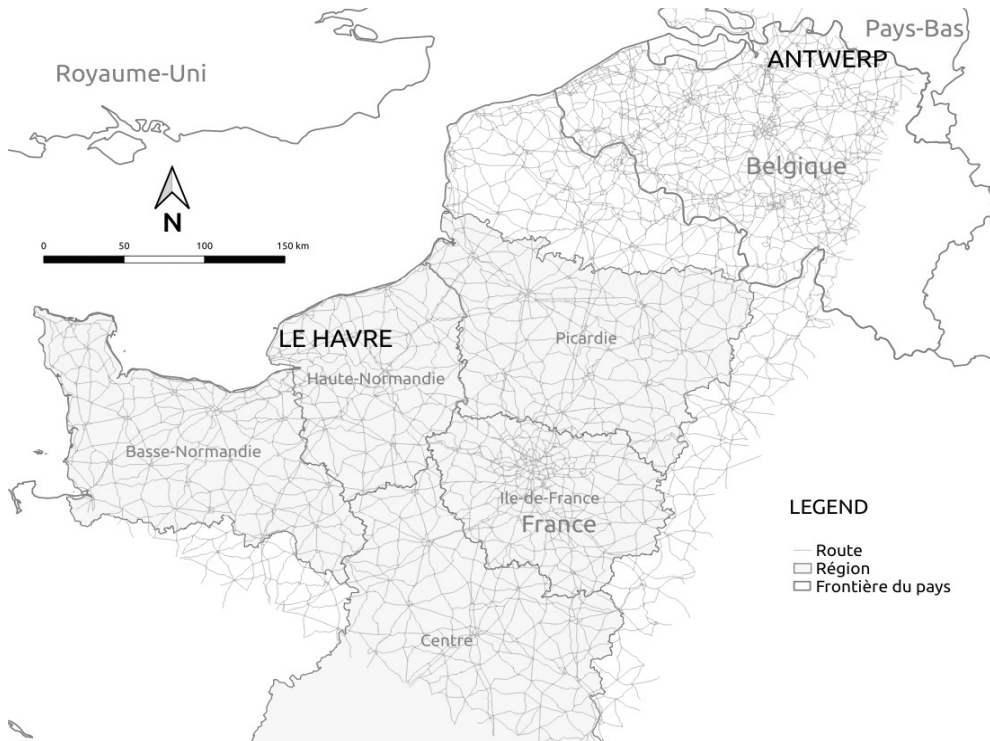 Pays-Bas
Royaume-Uni
ANTWERP
Belgique
N
0 50 100 150 km
LE HAVRE
Picardie
Haute-Normandie
Basse-Normandie
Ile-de-France
France
LEGEND
Route
Région
Frontière du pays
Centre